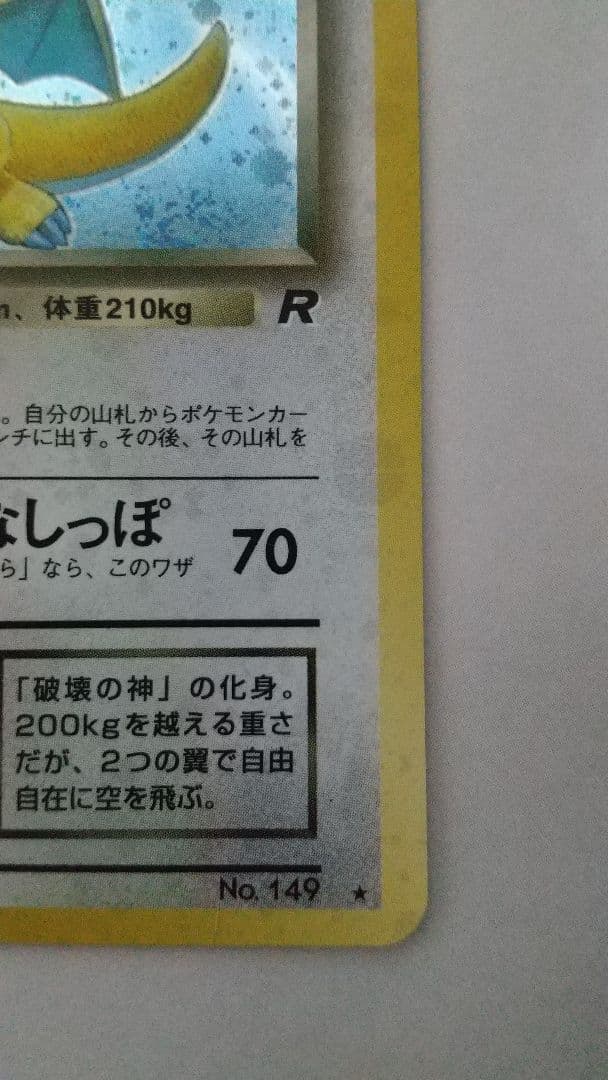 、体重210kg R
。自分の山札からポケモンカー
ンチに出す。その後、その山札を
なしっぽ 70
ら」なら、このワザ
「破壊の神」の化身。
200kgを越える重さ
だが、2つの翼で自由
自在に空を飛ぶ。
No. 149 ★